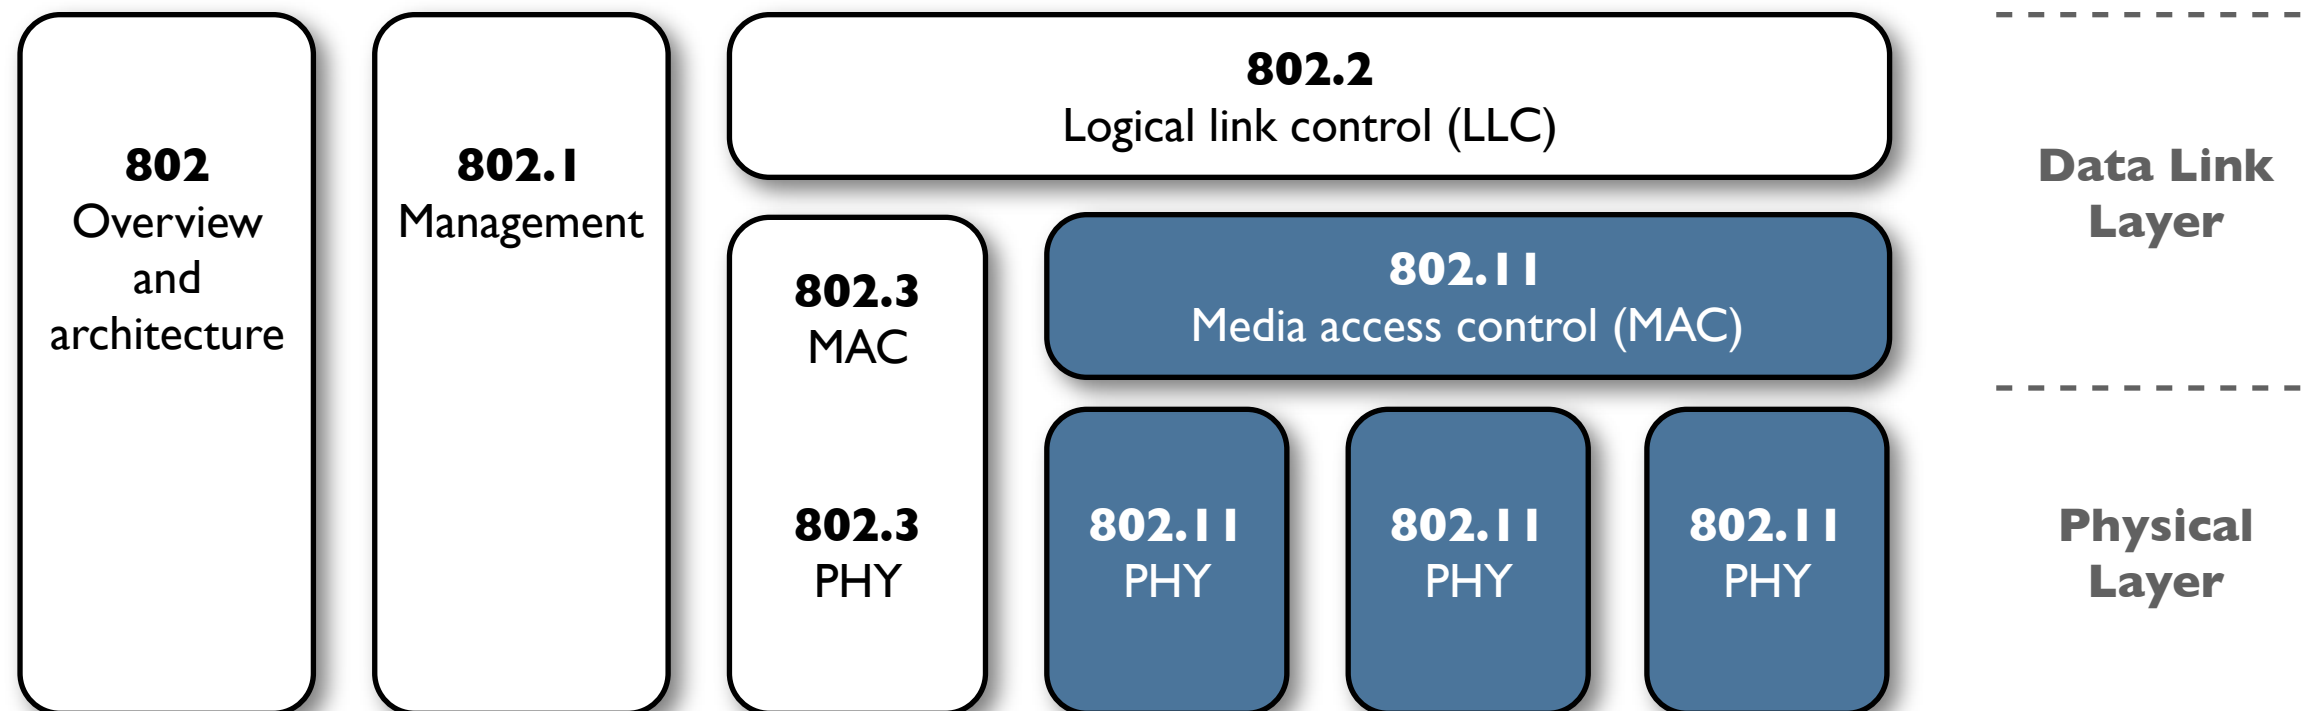 802
Overview
and
architecture
802.1
Management
802.2
Logical link control (LLC)
802.3
MAC
802.3
PHY
802.11
Media access control (MAC)
802.11
PHY
802.11
PHY
802.11
PHY
Data Link
Layer
Physical
Layer